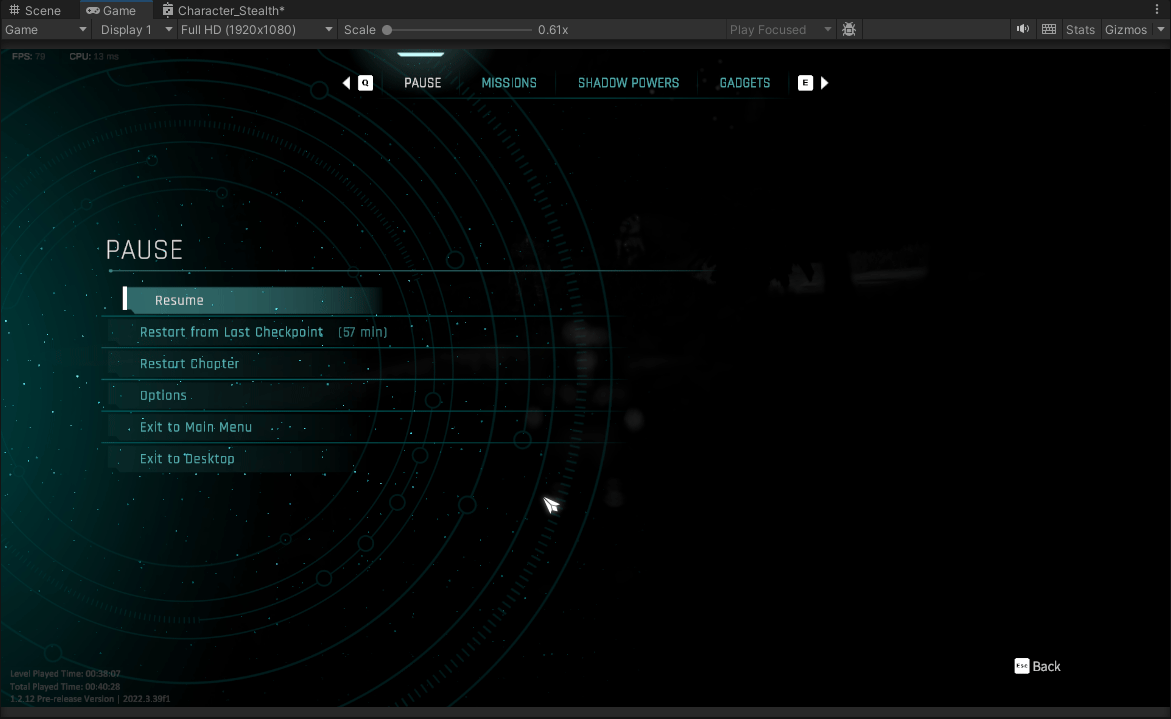 Scene Game Character_Stealth*
Game Display 1 Full HD (1920x1080) Scale 0.61x Play Focused Stats Gizmos
FPS: 79 CPU: 13 ms
Q PAUSE MISSIONS SHADOW POWERS GADGETS E
PAUSE
Resume
Restart from Last Checkpoint (57 min)
Restart Chapter
Options
Exit to Main Menu
Exit to Desktop
Esc Back
Level Played Time: 00:38:07
Total Played Time: 00:40:28
1.2.12 Pre-release Version | 2022.3.39f1